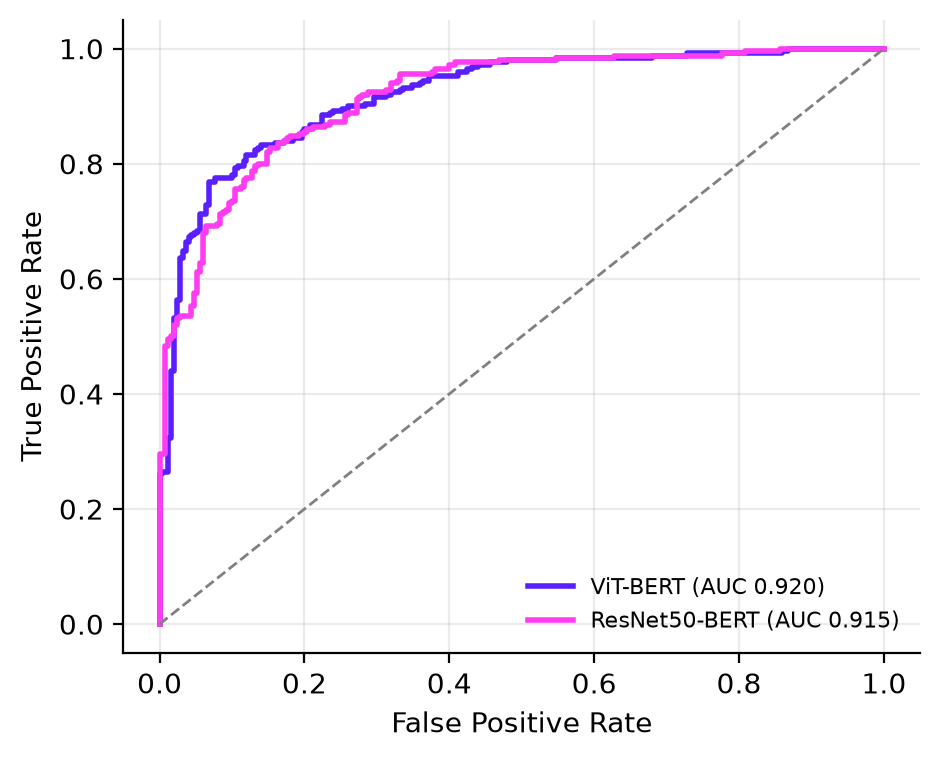 1.0
0.8
0.6
0.4
0.2
0.0
True Positive Rate
ViT-BERT (AUC 0.920)
ResNet50-BERT (AUC 0.915)
0.0 0.2 0.4 0.6 0.8 1.0
False Positive Rate